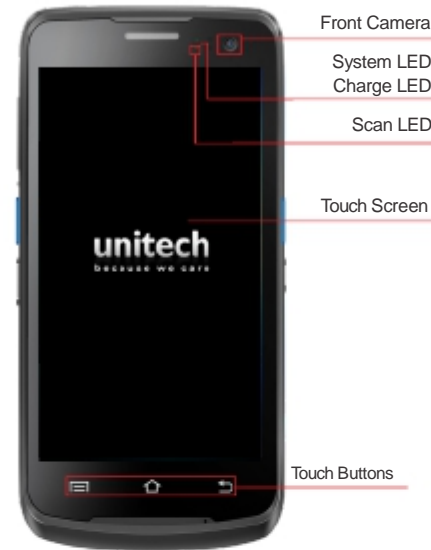 Front Camera
System LED
Charge LED
Scan LED
Touch Screen
unitech
because we care
Touch Buttons